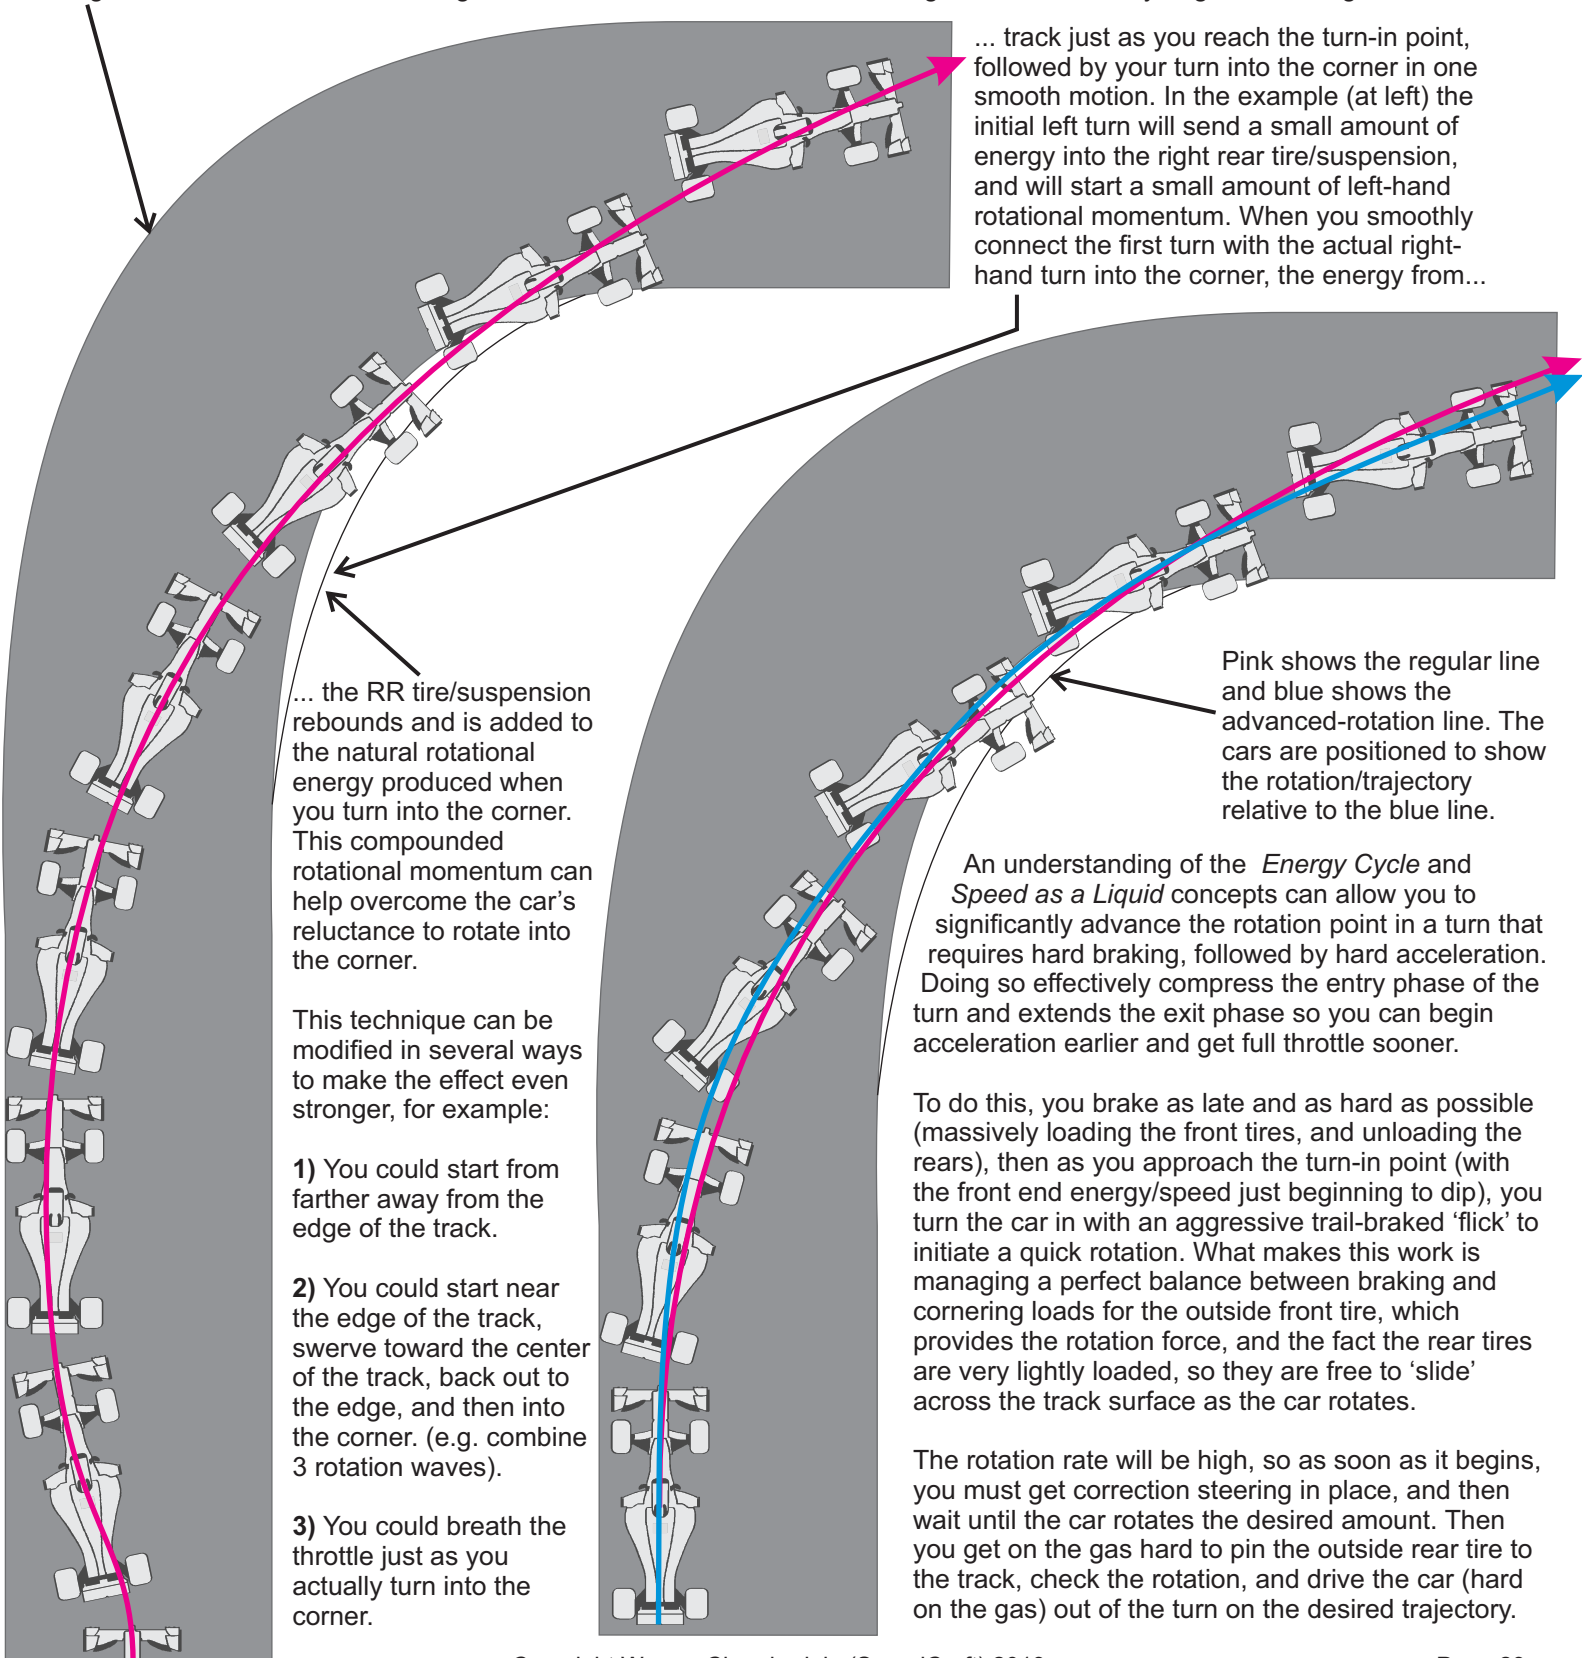 ... track just as you reach the turn-in point,
followed by your turn into the corner in one
smooth motion. In the example (at left) the
initial left turn will send a small amount of
energy into the right rear tire/suspension,
and will start a small amount of left-hand
rotational momentum. When you smoothly
connect the first turn with the actual right-
hand turn into the corner, the energy from...
... the RR tire/suspension
rebounds and is added to
the natural rotational
energy produced when
you turn into the corner.
This compounded
rotational momentum can
help overcome the car's
reluctance to rotate into
the corner.
This technique can be
modified in several ways
to make the effect even
stronger, for example:
1) You could start from
farther away from the
edge of the track.
2) You could start near
the edge of the track,
swerve toward the center
of the track, back out to
the edge, and then into
the corner. (e.g. combine
3 rotation waves).
3) You could breath the
throttle just as you
actually turn into the
corner.
Pink shows the regular line
and blue shows the
advanced-rotation line. The
cars are positioned to show
the rotation/trajectory
relative to the blue line.
An understanding of the Energy Cycle and
Speed as a Liquid concepts can allow you to
significantly advance the rotation point in a turn that
requires hard braking, followed by hard acceleration.
Doing so effectively compress the entry phase of the
turn and extends the exit phase so you can begin
acceleration earlier and get full throttle sooner.
To do this, you brake as late and as hard as possible
(massively loading the front tires, and unloading the
rears), then as you approach the turn-in point (with
the front end energy/speed just beginning to dip), you
turn the car in with an aggressive trail-braked 'flick' to
initiate a quick rotation. What makes this work is
managing a perfect balance between braking and
cornering loads for the outside front tire, which
provides the rotation force, and the fact the rear tires
are very lightly loaded, so they are free to 'slide'
across the track surface as the car rotates.
The rotation rate will be high, so as soon as it begins,
you must get correction steering in place, and then
wait until the car rotates the desired amount. Then
you get on the gas hard to pin the outside rear tire to
the track, check the rotation, and drive the car (hard
on the gas) out of the turn on the desired trajectory.